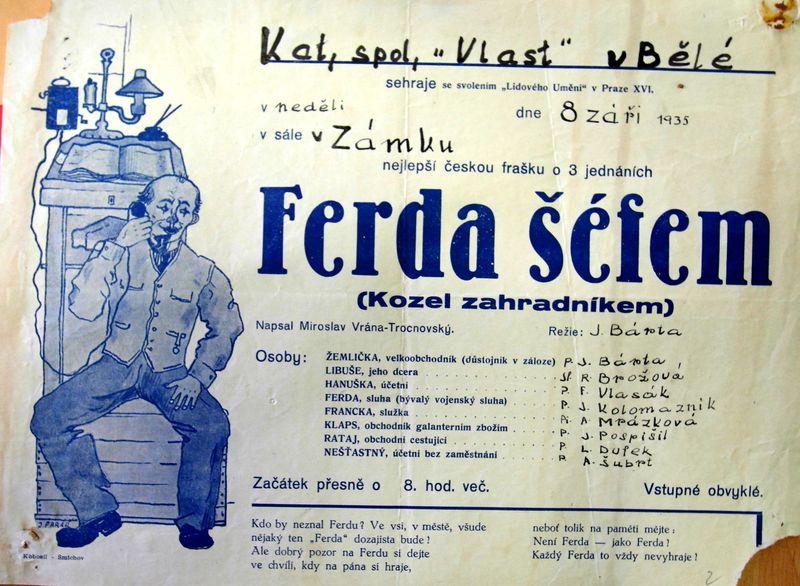 Kat, spol, "Vlast" v Bělé
sehraje se svolením „Lidového Umění" v Praze XVI.
v neděli dne 8 září 1935
v sále v Zámku
nejlepší českou frašku o 3 jednáních
Ferda šéfem
(Kozel zahradníkem)
Napsal Miroslav Vrána-Trocnovský. Režie: J. Bárta
Osoby: ŽEMLIČKA, velkoobchodník (důstojník v záloze) P. J. Bárta
LIBUŠE, jeho dcera Sl. R. Brožová
HANUŠKA, účetní P. F. Vlasák
FERDA, sluha (bývalý vojenský sluha) P. J. Kolomazník
FRANCKA, služka A. Mrázková
KLAPS, obchodník galanterním zbožím P. J. Pospíšil
RATAJ, obchodní cestující P. L. Dufek
NEŠŤASTNÝ, účetní bez zaměstnání P. A. Šubrt
Začátek přesně o 8. hod. več. Vstupné obvyklé.
Kdo by neznal Ferdu? Ve vsi, v městě, všude
nějaký ten „Ferda" dozajista bude!
Ale dobrý pozor na Ferdu si dejte
ve chvíli, kdy na pána si hraje,
neboť tolik na paměti mějte:
Není Ferda — jako Ferda!
Každý Ferda to vždy nevyhraje!
Smíchov
2